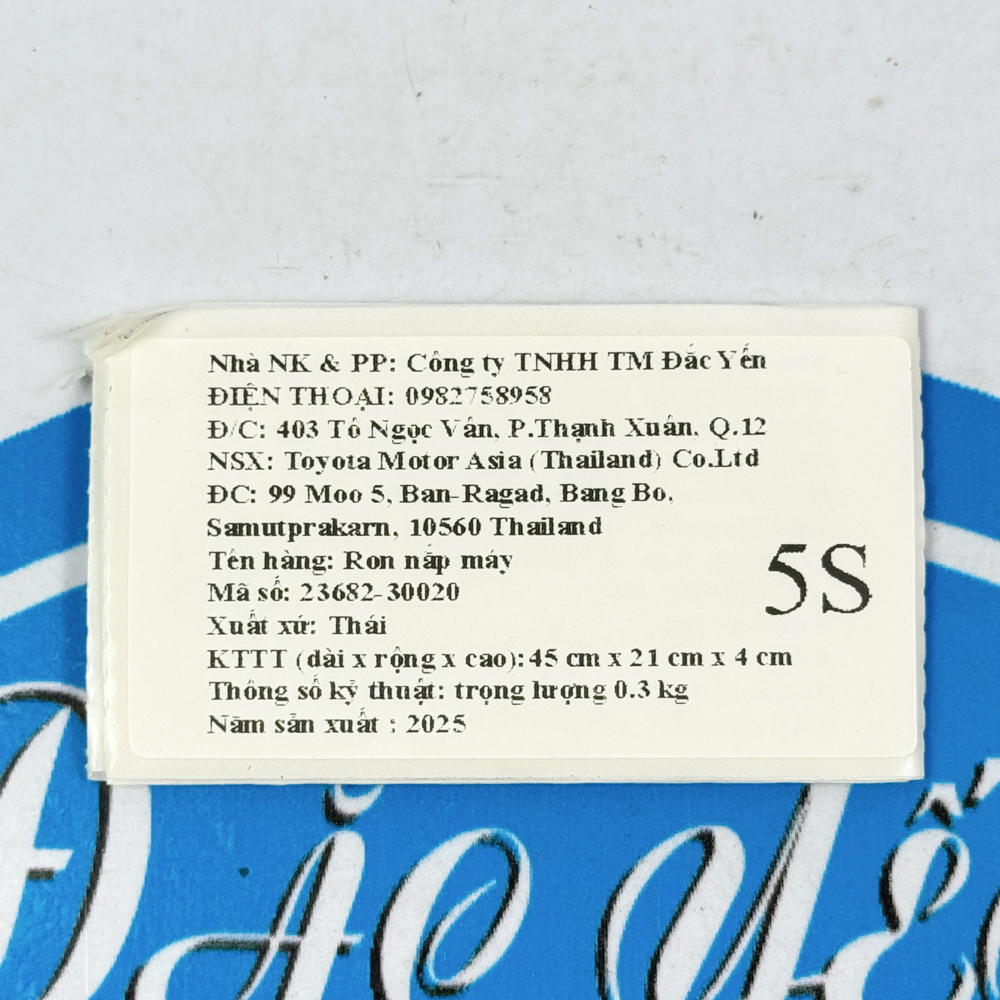 Nhà NK & PP: Công ty TNHH TM Đắc Yến
ĐIỆN THOẠI: 0982758958
Đ/C: 403 Tô Ngọc Vân, P.Thạnh Xuân, Q.12
NSX: Toyota Motor Asia (Thailand) Co.Ltd
ĐC: 99 Moo 5, Ban-Ragad, Bang Bo,
Samutprakarn, 10560 Thailand
Tên hàng: Ron nắp máy
Mã số: 23682-30020
Xuất xứ: Thái
KTTT (dài x rộng x cao): 45 cm x 21 cm x 4 cm
Thông số kỹ thuật: trọng lượng 0.3 kg
Năm sản xuất : 2025
5S
ĐẮC YẾ